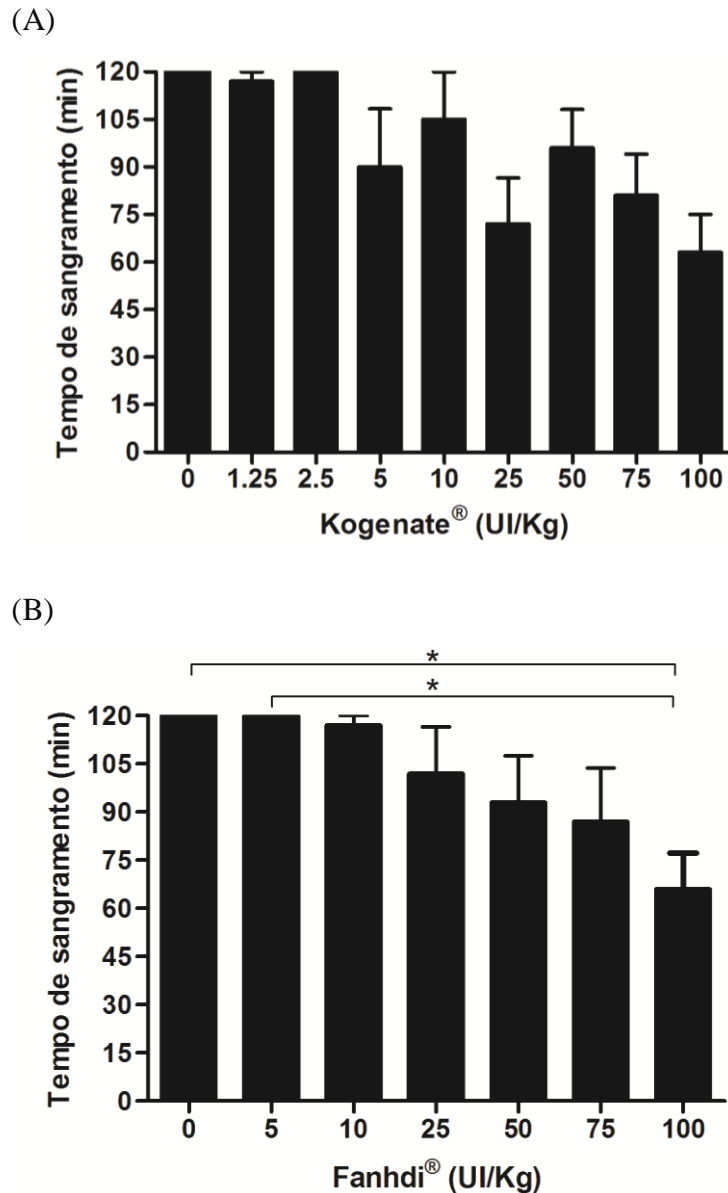 (A)
Tempo de sangramento (min)
120
105
90
75
60
45
30
15
0
0 1.25 2.5 5 10 25 50 75 100
Kogenate® (UI/Kg)
(B)
*
*
Tempo de sangramento (min)
120
105
90
75
60
45
30
15
0
0 5 10 25 50 75 100
Fanhdi® (UI/Kg)